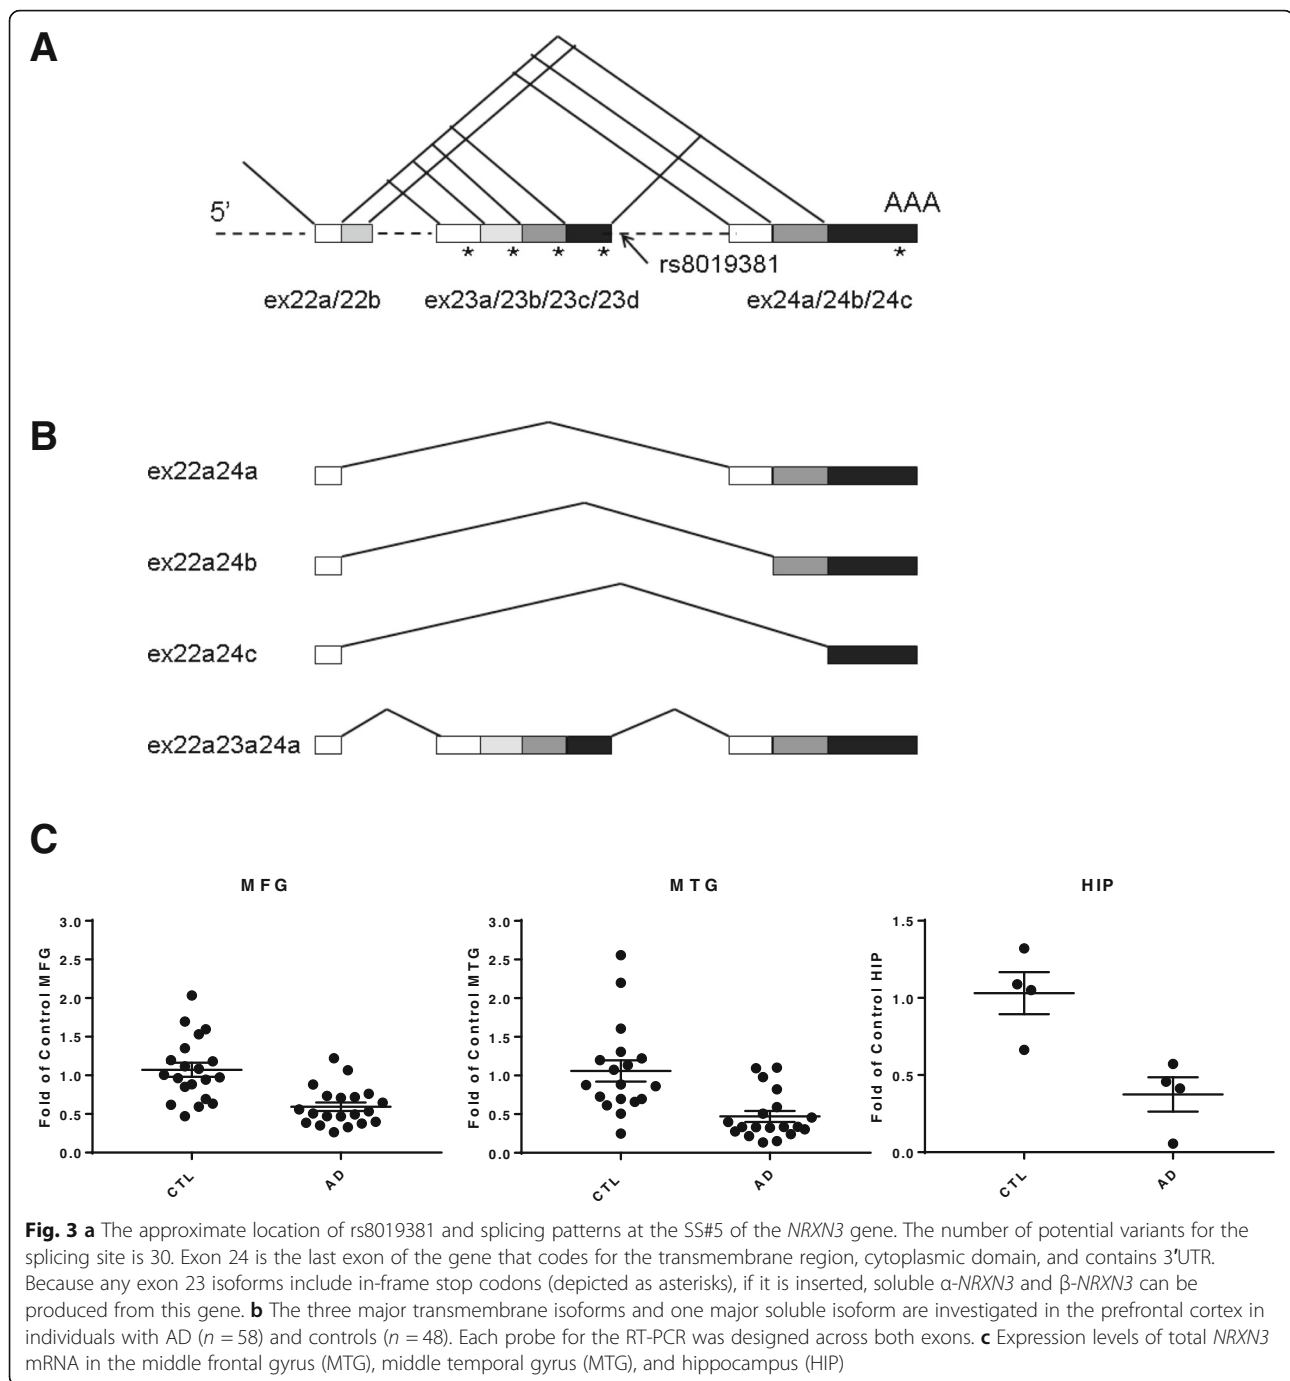 A
5'
AAA
* * * * *
rs8019381
ex22a/22b ex23a/23b/23c/23d ex24a/24b/24c
B
ex22a24a
ex22a24b
ex22a24c
ex22a23a24a
C
MFG
Fold of Control MFG
3.0
2.5
2.0
1.5
1.0
0.5
0.0
CTL AD
MTG
Fold of Control MTG
3.0
2.5
2.0
1.5
1.0
0.5
0.0
CTL AD
HIP
Fold of Control HIP
1.5
1.0
0.5
0.0
CTL AD
Fig. 3 a The approximate location of rs8019381 and splicing patterns at the SS#5 of the NRXN3 gene. The number of potential variants for the
splicing site is 30. Exon 24 is the last exon of the gene that codes for the transmembrane region, cytoplasmic domain, and contains 3′UTR.
Because any exon 23 isoforms include in-frame stop codons (depicted as asterisks), if it is inserted, soluble α-NRXN3 and β-NRXN3 can be
produced from this gene. b The three major transmembrane isoforms and one major soluble isoform are investigated in the prefrontal cortex in
individuals with AD (n = 58) and controls (n = 48). Each probe for the RT-PCR was designed across both exons. c Expression levels of total NRXN3
mRNA in the middle frontal gyrus (MTG), middle temporal gyrus (MTG), and hippocampus (HIP)